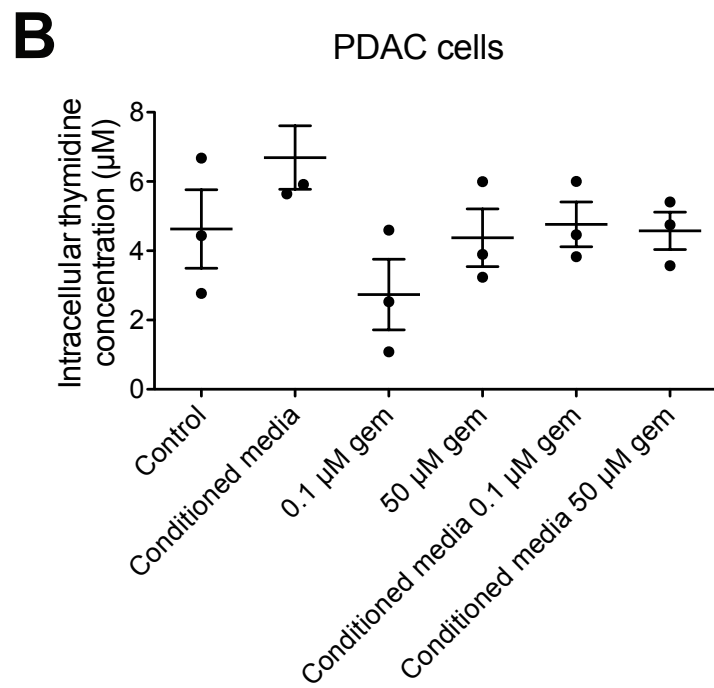 B
PDAC cells
Intracellular thymidine
concentration (µM)
8
6
4
2
0
Control
Conditioned media
0.1 µM gem
50 µM gem
Conditioned media 0.1 µM gem
Conditioned media 50 µM gem